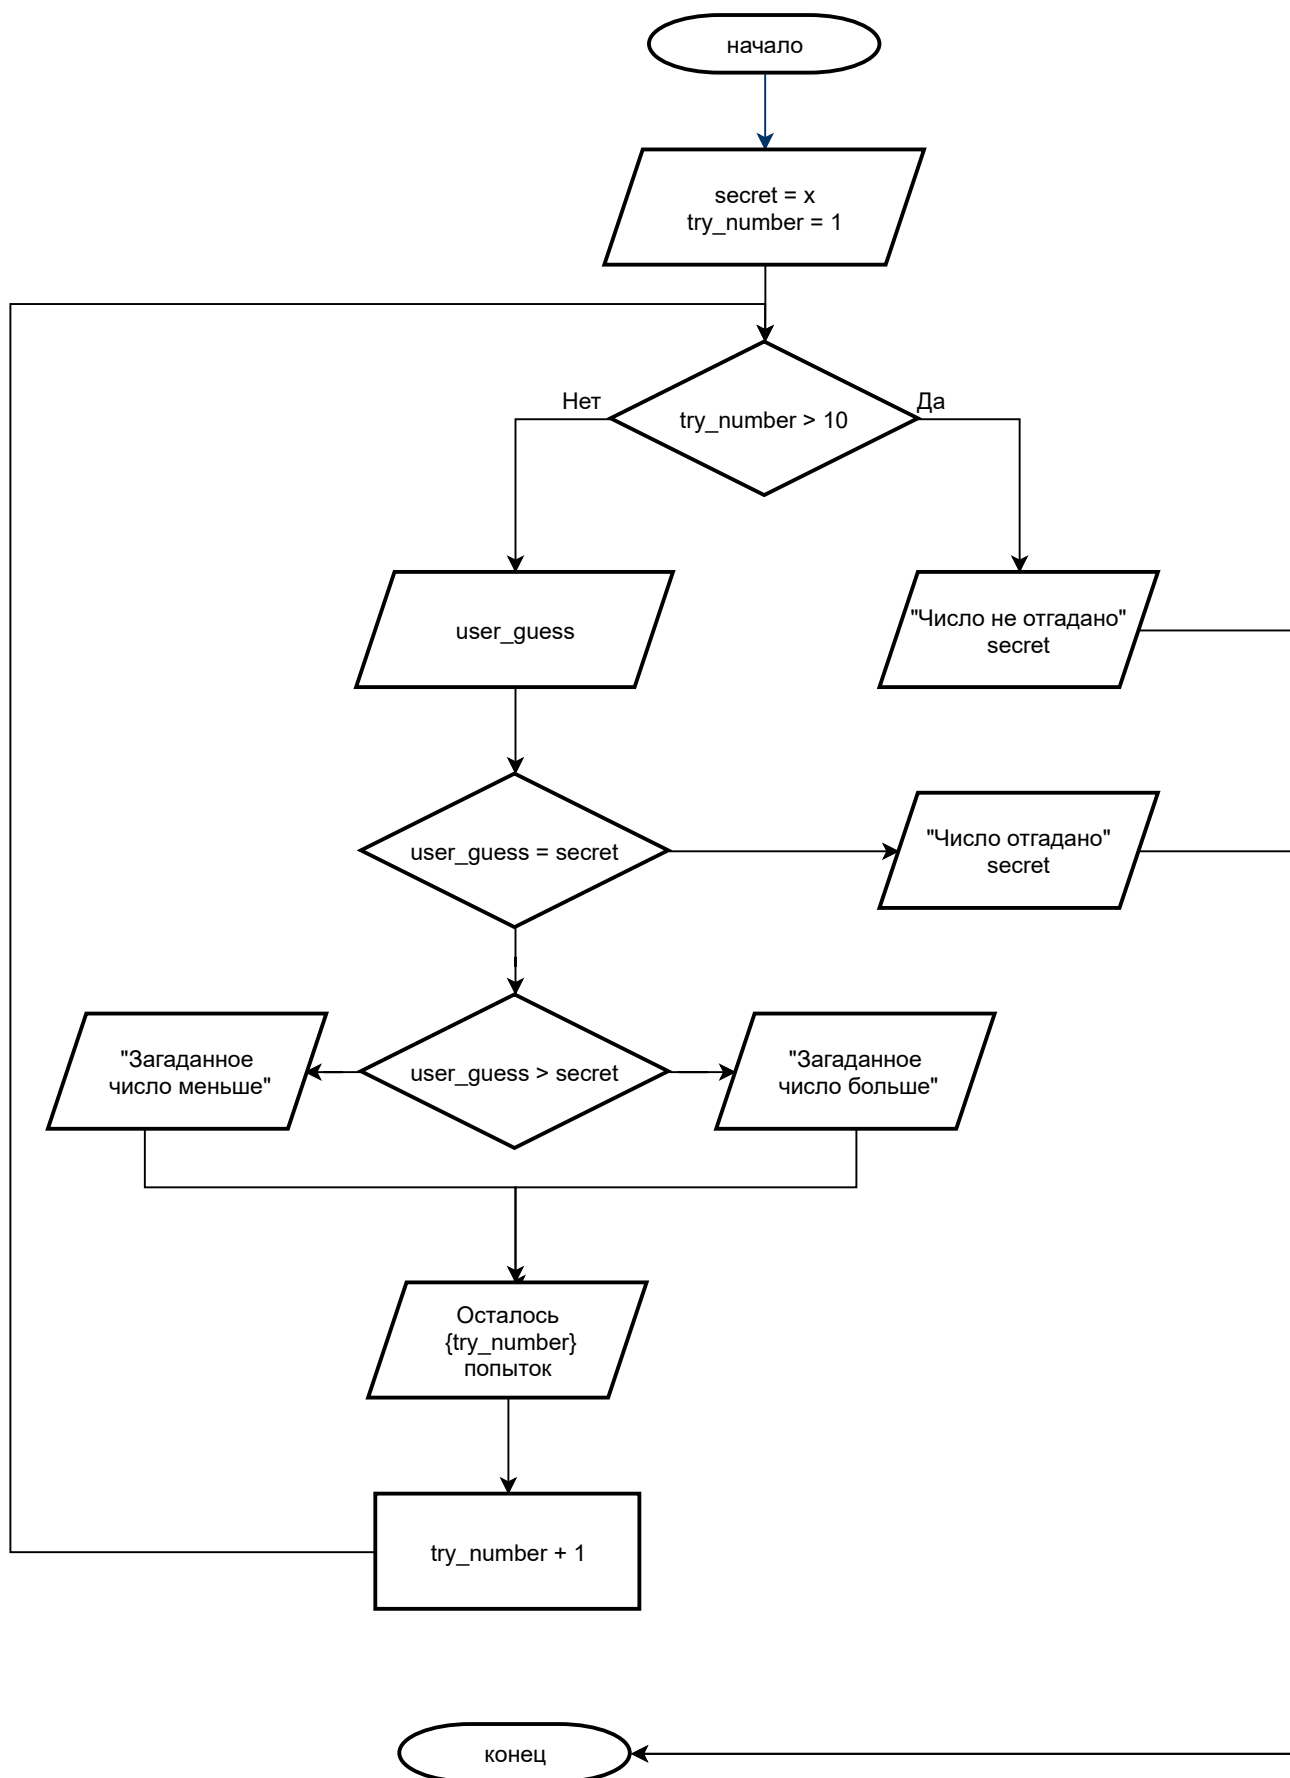 начало
secret = x
try_number = 1
Нет
try_number > 10
Да
user_guess
"Число не отгадано"
secret
user_guess = secret
"Число отгадано"
secret
"Загаданное
число меньше"
user_guess > secret
"Загаданное
число больше"
Осталось
{try_number}
попыток
try_number + 1
конец